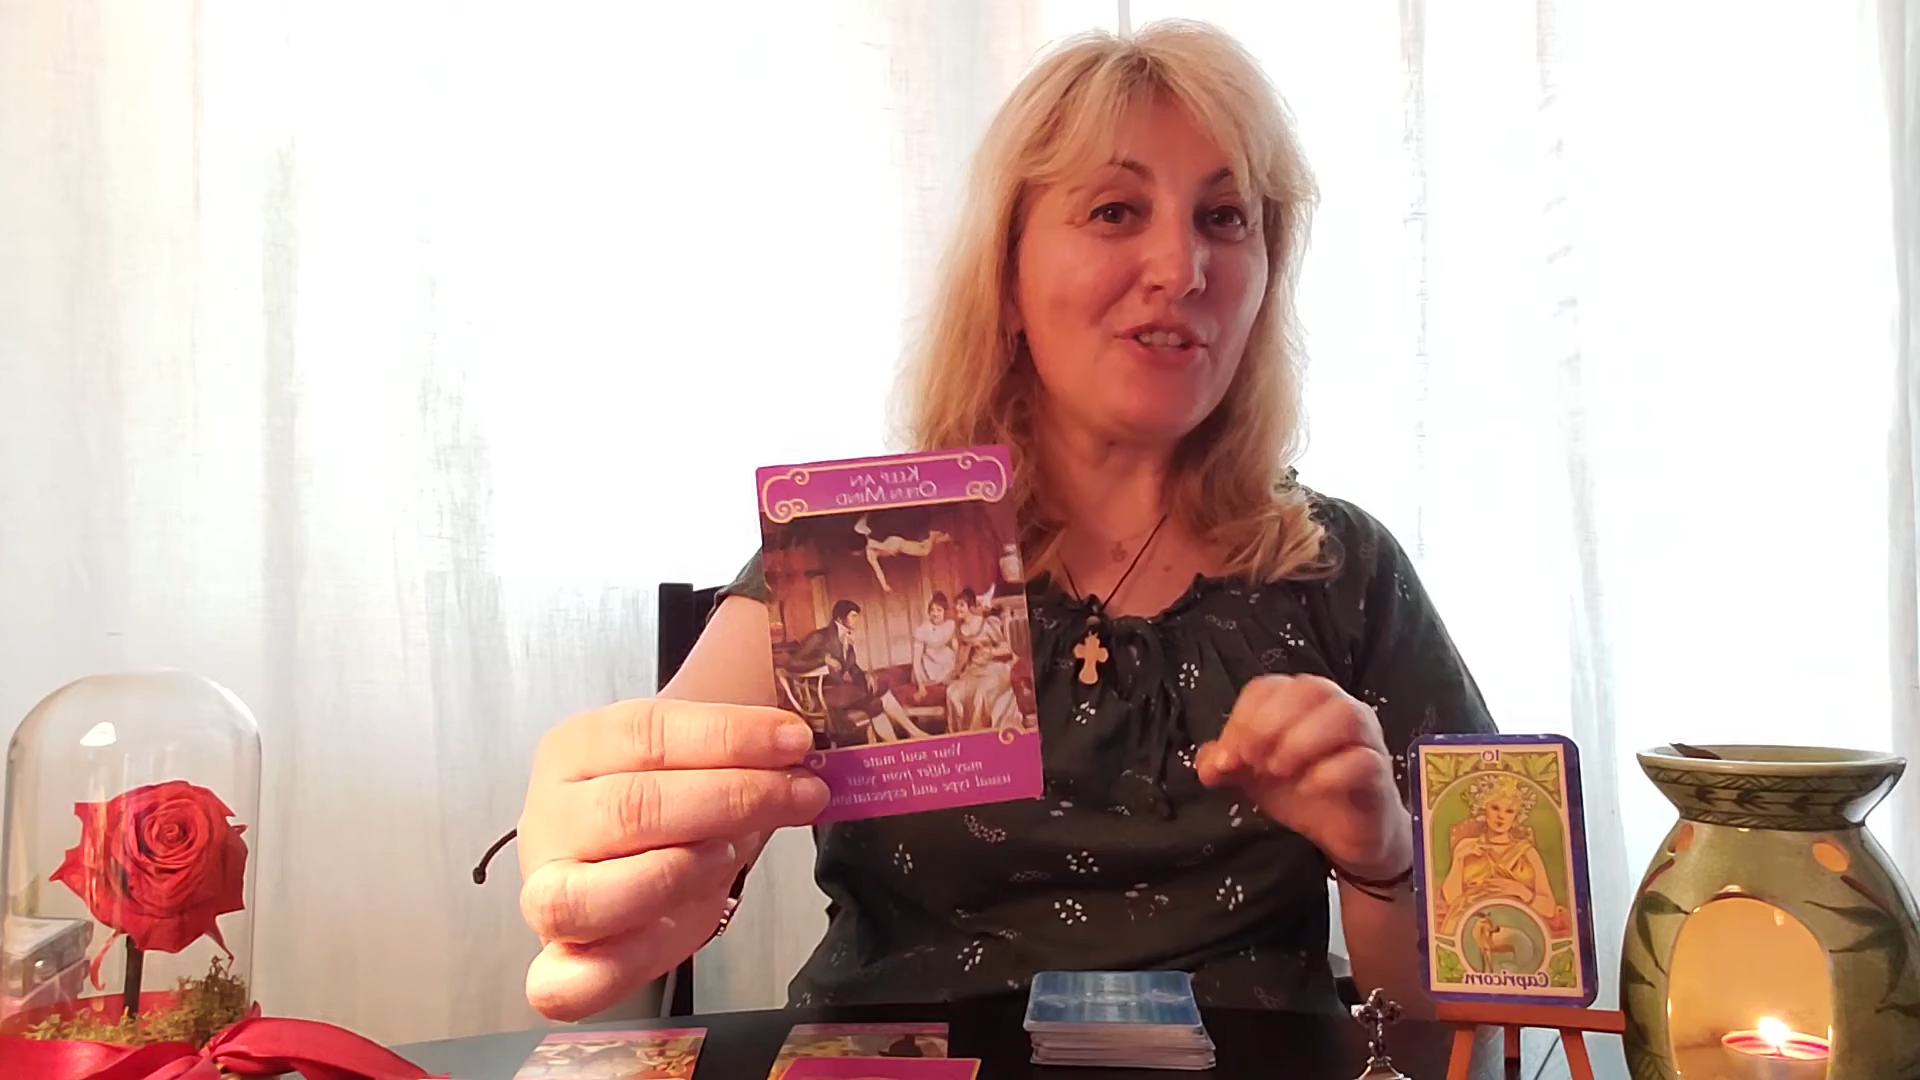 KEEP AN
OPEN MIND
Your soul mate
may differ from your
usual type and expectations
10
Capricorn